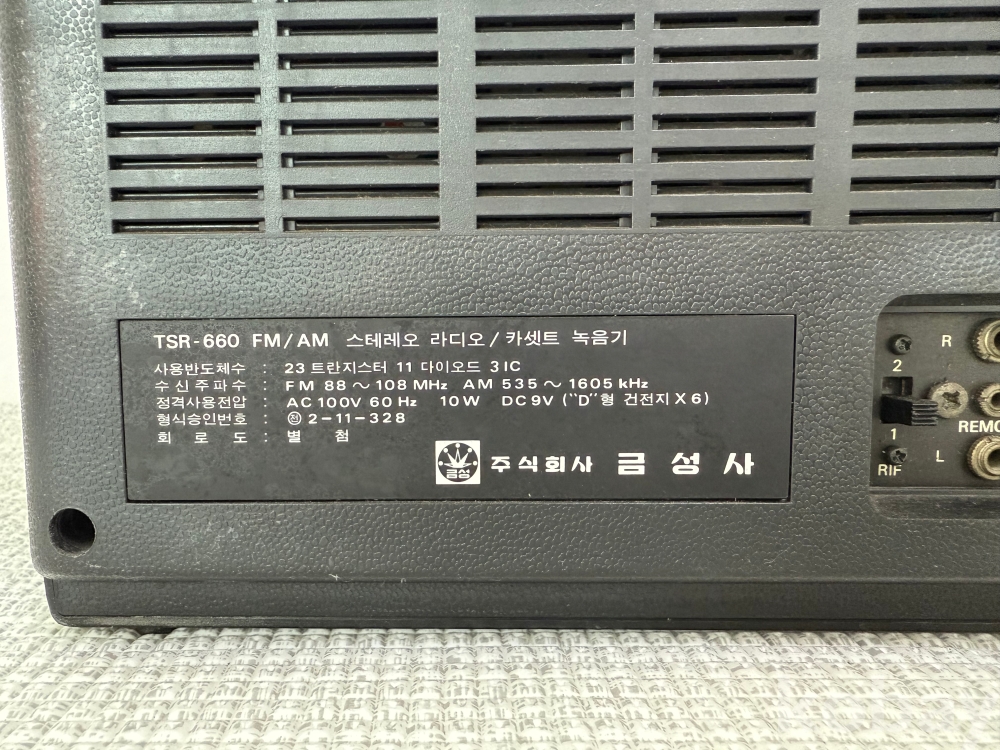 TSR-660 FM/AM 스테레오 라디오/카셋트 녹음기
사용반도체수 : 23 트란지스터 11 다이오드 3 IC
수신주파수 : FM 88 ～ 108 MHz AM 535 ～ 1605 kHz
정격사용전압 : AC 100V 60 Hz 10 W DC 9V (“D”형 건전지 X 6)
형식승인번호 : ㊞ 2-11-328
회로도 : 별첨
금성 주식회사 금성사
R
2
1
REMO
L
RIF